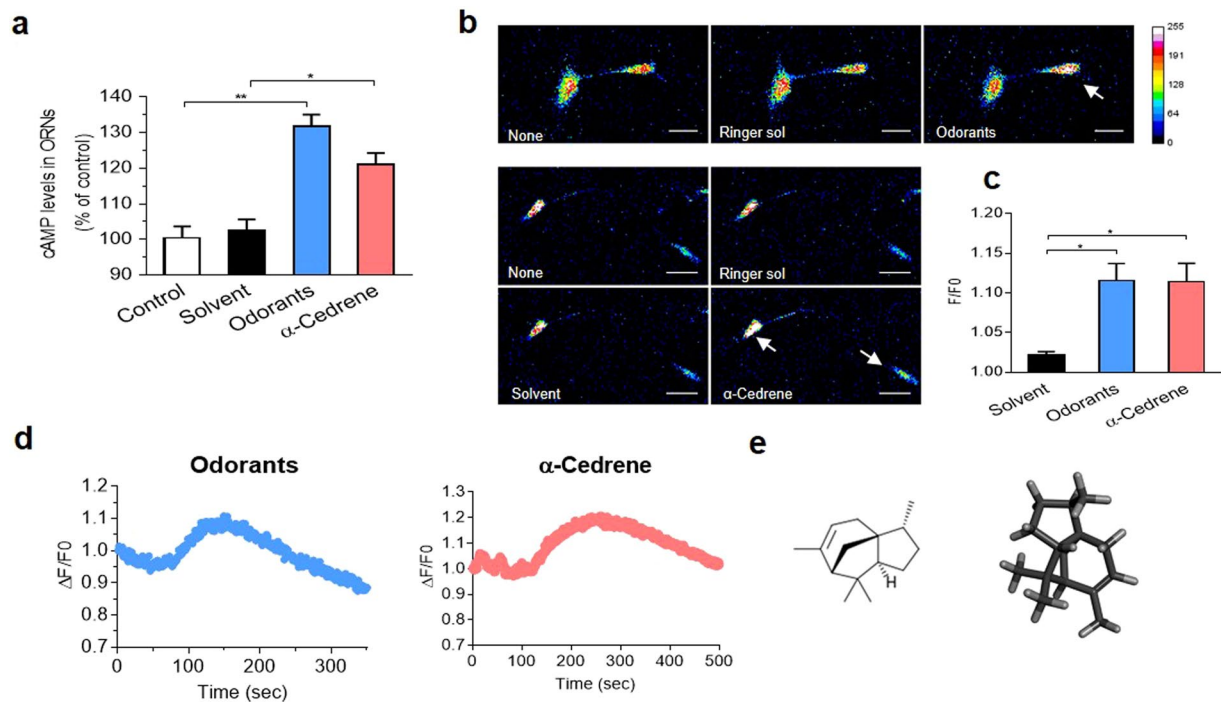 a
cAMP levels in ORNs
(% of control)
140
130
120
110
100
90
**
*
Control
Solvent
Odorants
α-Cedrene
b
None
Ringer sol
Odorants
255
191
128
64
0
None
Ringer sol
Solvent
α-Cedrene
c
F/F0
1.20
1.15
1.10
1.05
1.00
*
*
Solvent
Odorants
α-Cedrene
d
Odorants
ΔF/F0
1.2
1.1
1.0
0.9
0.8
0.7
0 100 200 300
Time (sec)
α-Cedrene
ΔF/F0
1.3
1.2
1.1
1.0
0.9
0.8
0.7
0 100 200 300 400 500
Time (sec)
e
H